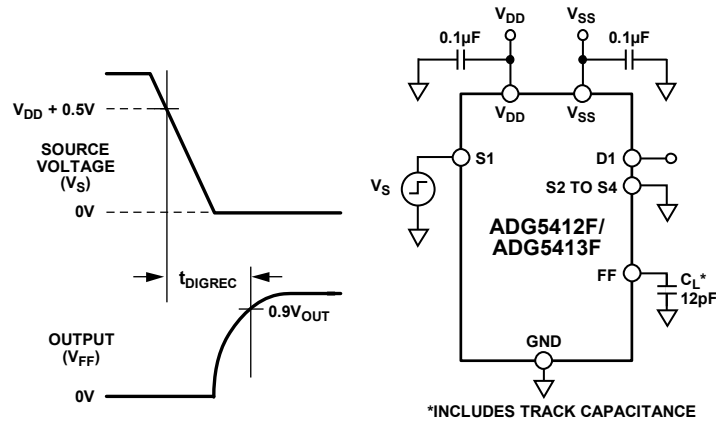 VDD + 0.5V
SOURCE
VOLTAGE
(VS)
0V
tDIGREC
OUTPUT
(VFF)
0.9VOUT
0V
VDD
VSS
0.1µF
0.1µF
VDD
VSS
S1
D1
VS
S2 TO S4
ADG5412F/
ADG5413F
FF
CL*
12pF
GND
*INCLUDES TRACK CAPACITANCE